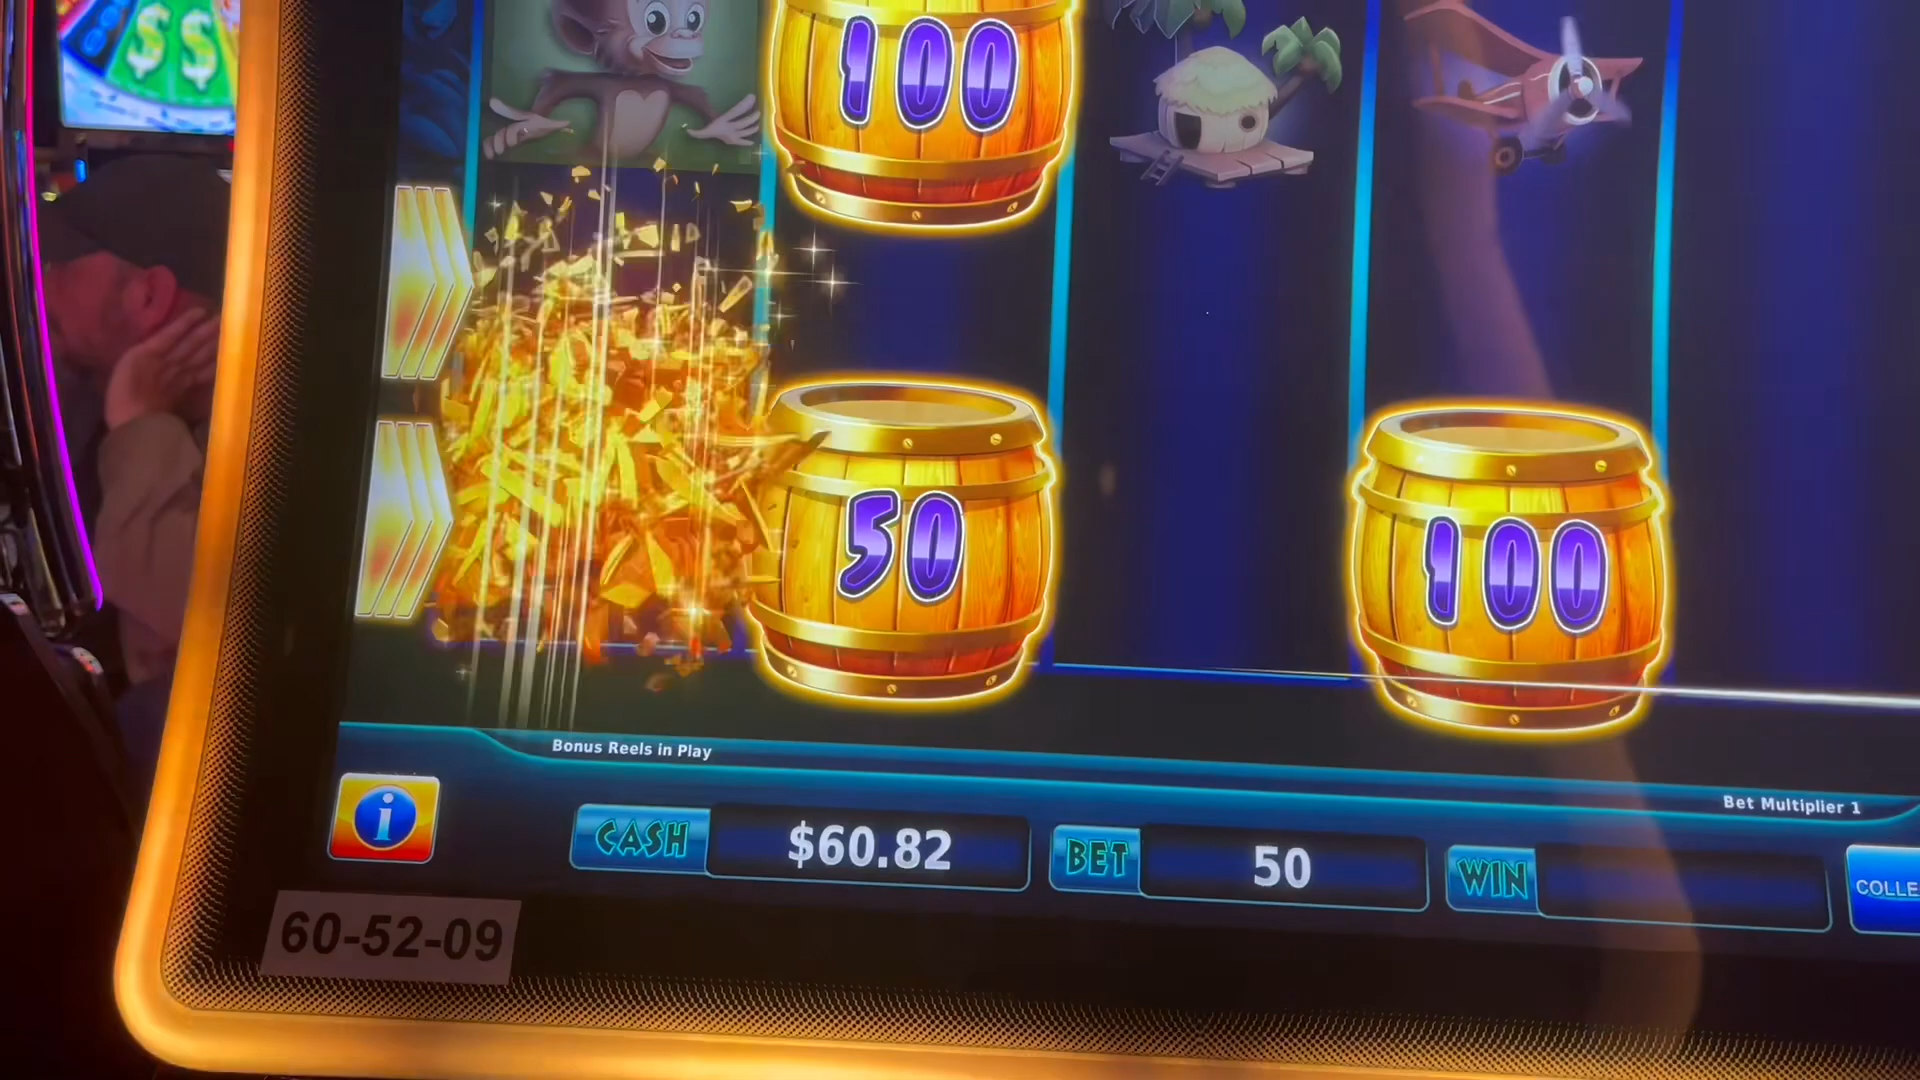 $ $
100
50
100
Bonus Reels in Play
Bet Multiplier 1
i
CASH
$60.82
BET
50
WIN
COLLE
60-52-09